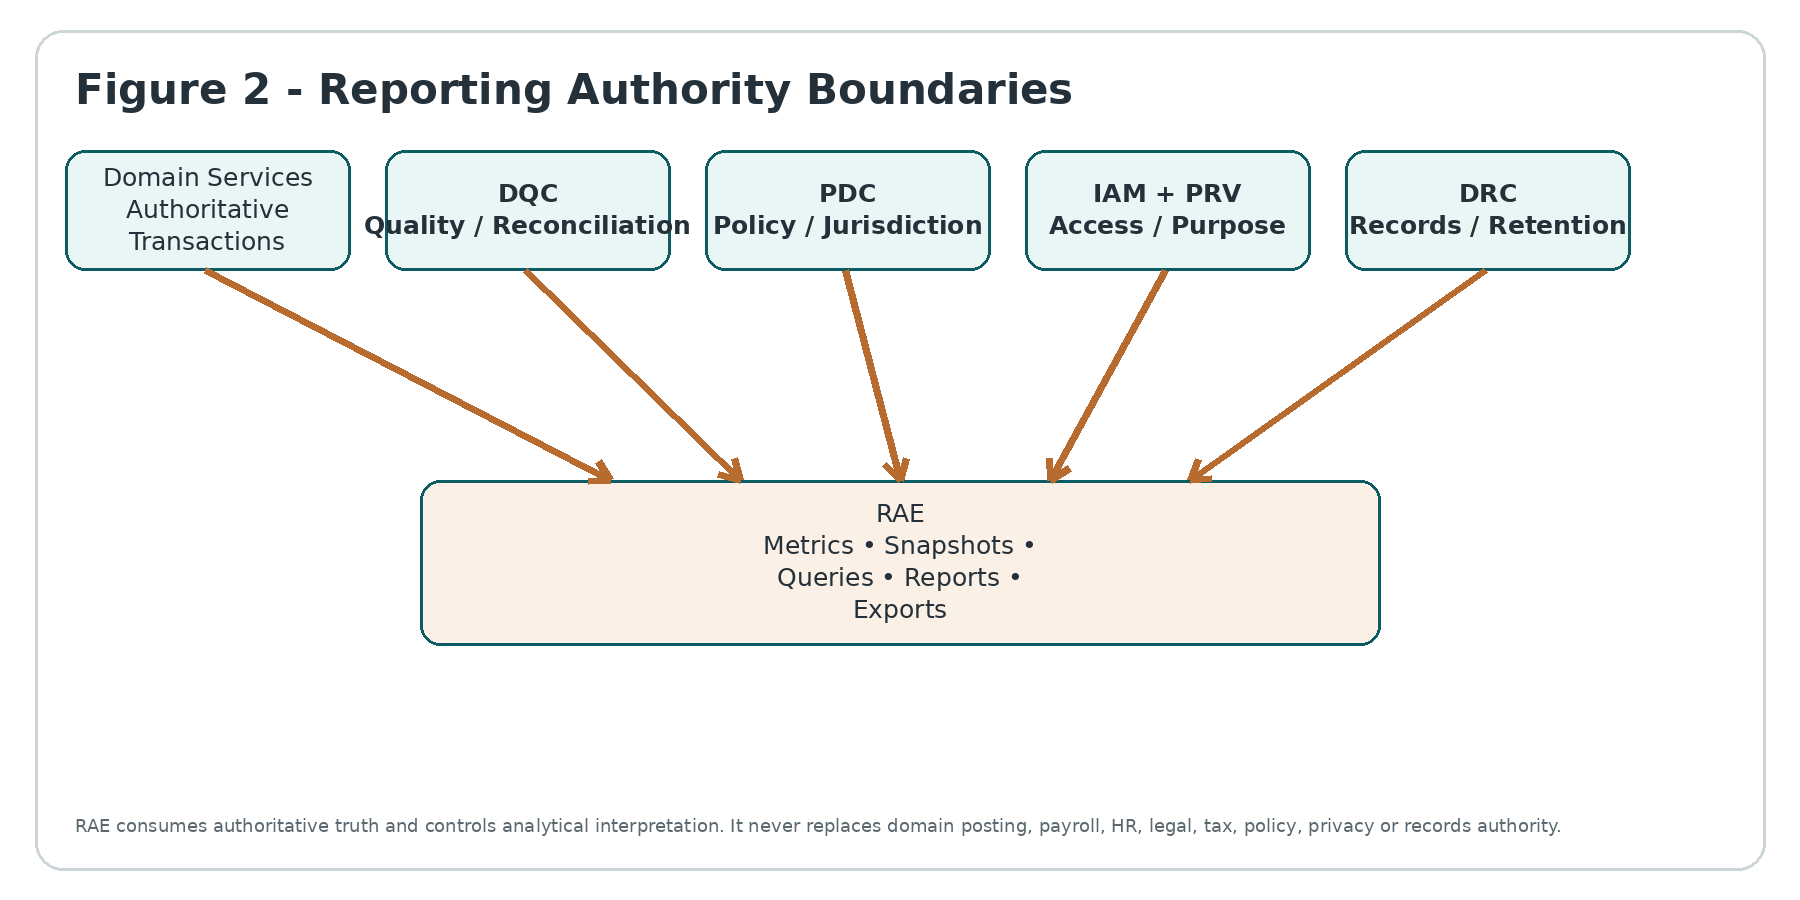 Figure 2 - Reporting Authority Boundaries
Domain Services
Authoritative
Transactions
DQC
Quality / Reconciliation
PDC
Policy / Jurisdiction
IAM + PRV
Access / Purpose
DRC
Records / Retention
RAE
Metrics • Snapshots •
Queries • Reports •
Exports
RAE consumes authoritative truth and controls analytical interpretation. It never replaces domain posting, payroll, HR, legal, tax, policy, privacy or records authority.